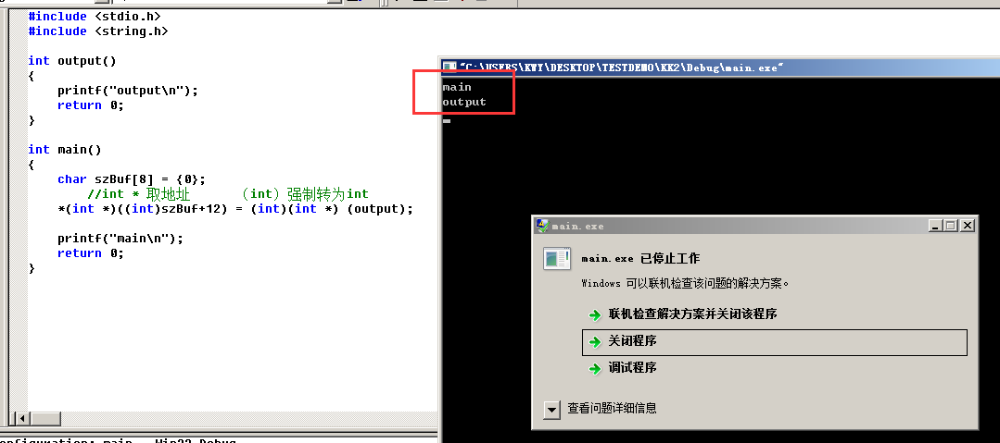 #include <stdio.h>
#include <string.h>
int output()
{
printf("output\n");
return 0;
}
int main()
{
char szBuf[8] = {0};
//int * 取地址 （int）强制转为int
*(int *)((int)szBuf+12) = (int)(int *) (output);
printf("main\n");
return 0;
}
"C:\USERS\KWY\DESKTOP\TESTDEMO\KK2\Debug\main.exe"
main
output
main.exe
main.exe 已停止工作
Windows 可以联机检查该问题的解决方案。
联机检查解决方案并关闭该程序
关闭程序
调试程序
查看问题详细信息